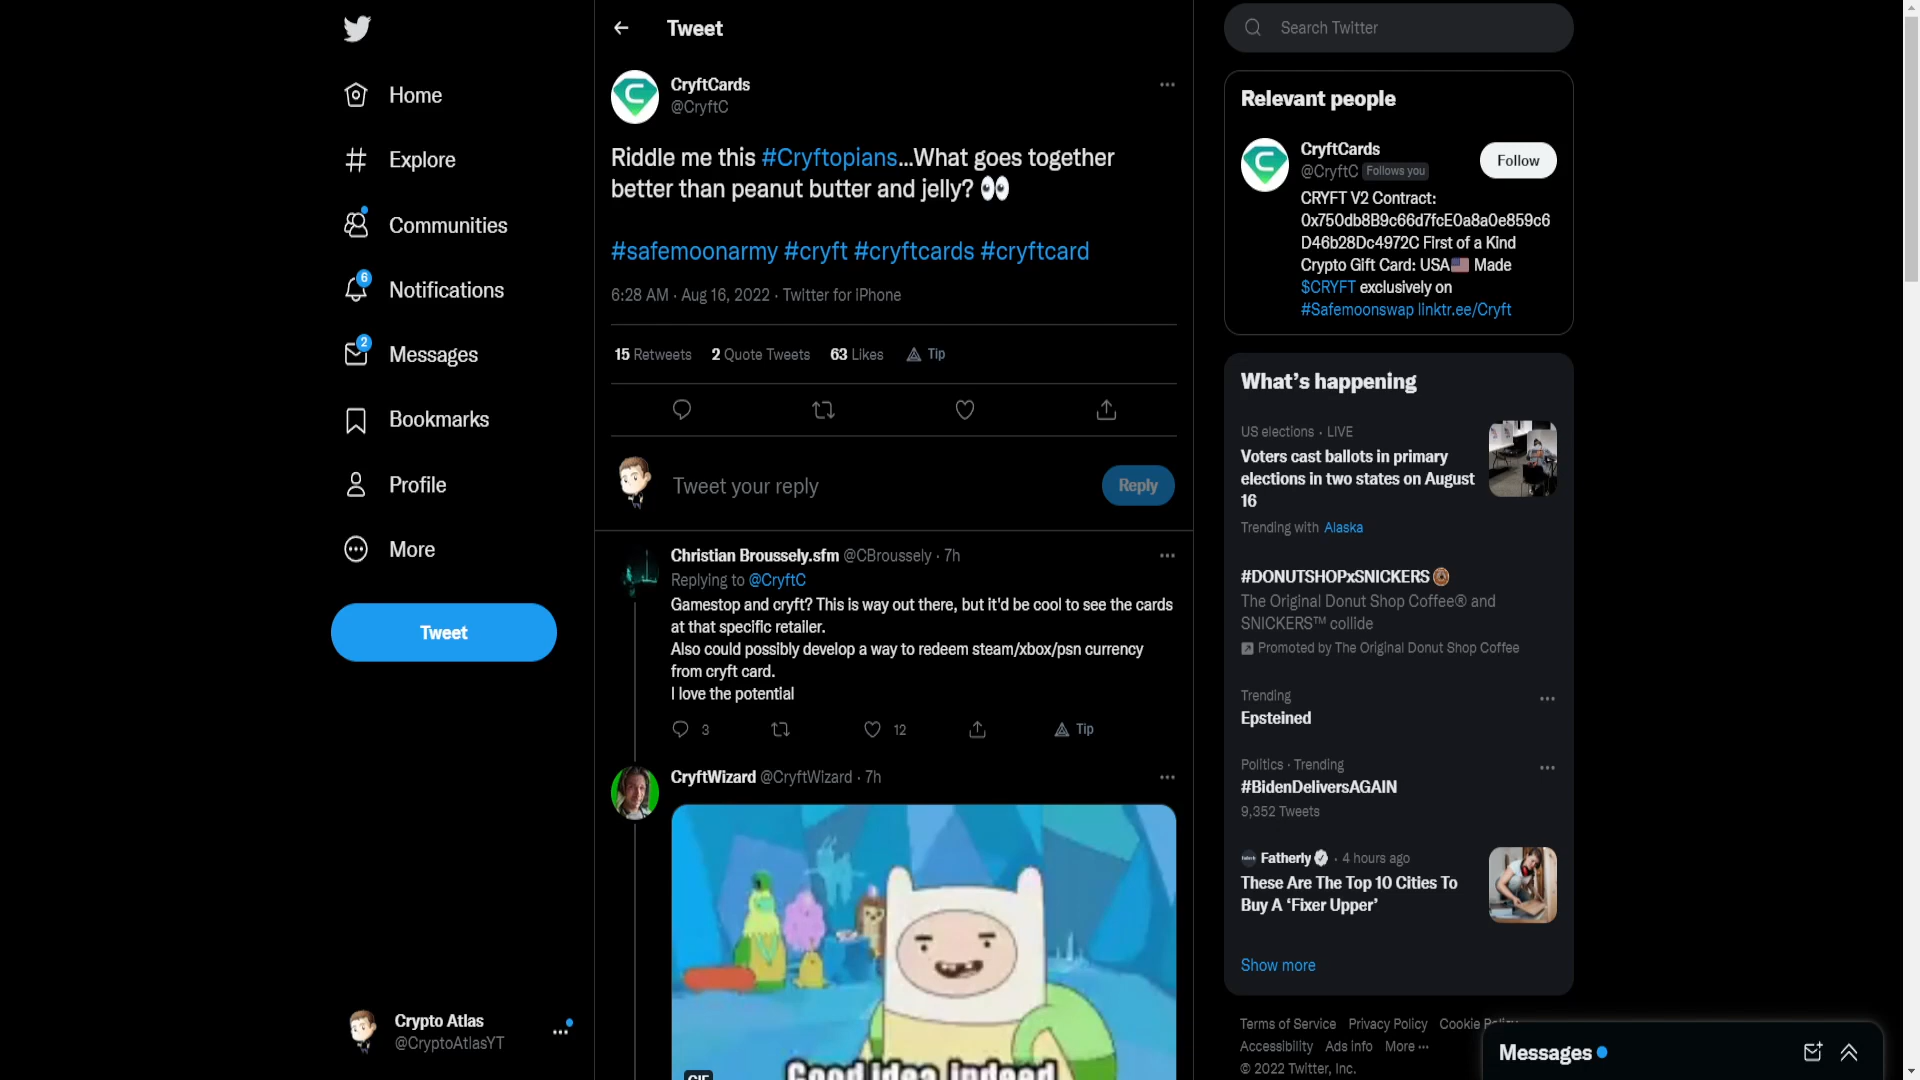 Home
Explore
Communities
6
Notifications
2
Messages
Bookmarks
Profile
More
Tweet
Crypto Atlas
@CryptoAtlasYT
Tweet
CryftCards
@CryftC
Riddle me this #Cryftopians...What goes together
better than peanut butter and jelly? 👀
#safemoonarmy #cryft #cryftcards #cryftcard
6:28 AM · Aug 16, 2022 · Twitter for iPhone
15 Retweets 2 Quote Tweets 63 Likes Tip
Tweet your reply
Reply
Christian Broussely.sfm @CBroussely · 7h
Replying to @CryftC
Gamestop and cryft? This is way out there, but it'd be cool to see the cards
at that specific retailer.
Also could possibly develop a way to redeem steam/xbox/psn currency
from cryft card.
I love the potential
3 12 Tip
CryftWizard @CryftWizard · 7h
Good idea indeed
GIF
Search Twitter
Relevant people
CryftCards
@CryftC Follows you
Follow
CRYFT V2 Contract:
0x750db8B9c66d7fcE0a8a0e859c6
D46b28Dc4972C First of a Kind
Crypto Gift Card: USA🇺🇸 Made
$CRYFT exclusively on
#Safemoonswap linktr.ee/Cryft
What's happening
US elections · LIVE
Voters cast ballots in primary
elections in two states on August
16
Trending with Alaska
#DONUTSHOPxSNICKERS
The Original Donut Shop Coffee® and
SNICKERS™ collide
Promoted by The Original Donut Shop Coffee
Trending
Epsteined
Politics · Trending
#BidenDeliversAGAIN
9,352 Tweets
Fatherly · 4 hours ago
These Are The Top 10 Cities To
Buy A 'Fixer Upper'
Show more
Terms of Service Privacy Policy Cookie Policy
Accessibility Ads info More ···
© 2022 Twitter, Inc.
Messages